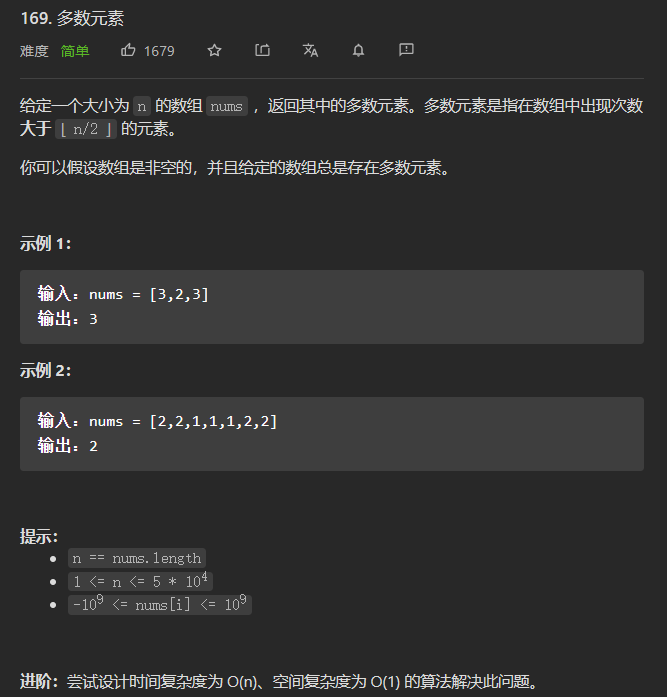 169. 多数元素
难度 简单 1679
给定一个大小为 n 的数组 nums ，返回其中的多数元素。多数元素是指在数组中出现次数
大于 ⌊ n/2 ⌋ 的元素。
你可以假设数组是非空的，并且给定的数组总是存在多数元素。
示例 1：
输入：nums = [3,2,3]
输出：3
示例 2：
输入：nums = [2,2,1,1,1,2,2]
输出：2
提示：
n == nums.length
1 <= n <= 5 * 10⁴
-10⁹ <= nums[i] <= 10⁹
进阶：尝试设计时间复杂度为 O(n)、空间复杂度为 O(1) 的算法解决此问题。